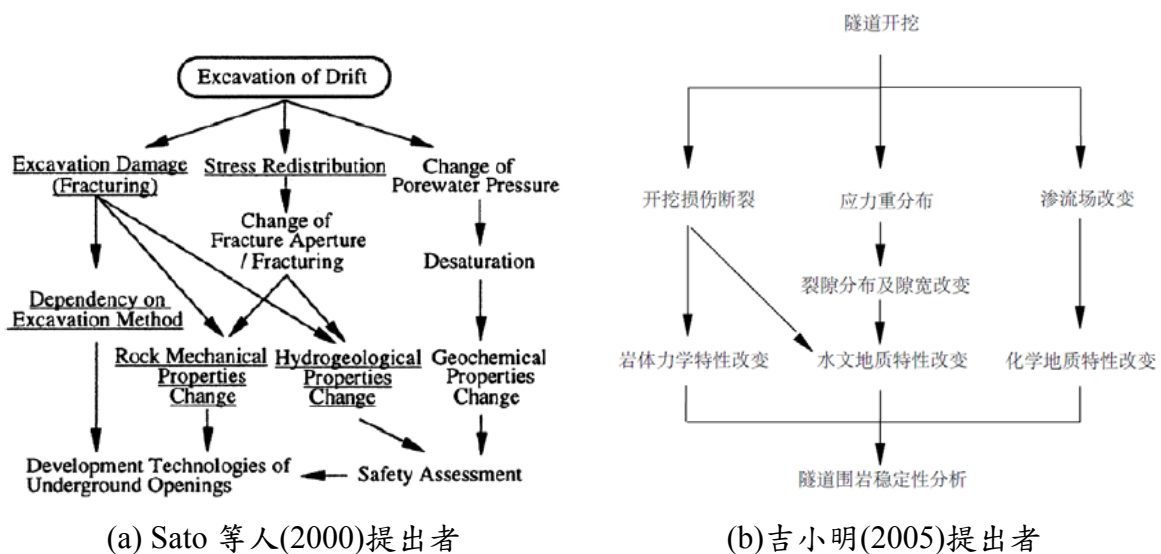 Excavation of Drift
Excavation Damage
(Fracturing)
Stress Redistribution
Change of
Porewater Pressure
Change of
Fracture Aperture
/ Fracturing
Desaturation
Dependency on
Excavation Method
Rock Mechanical
Properties
Change
Hydrogeological
Properties
Change
Geochemical
Properties
Change
Development Technologies of
Underground Openings
Safety Assessment
(a) Sato 等人(2000)提出者
隧道开挖
开挖损伤断裂
应力重分布
渗流场改变
裂隙分布及隙宽改变
岩体力学特性改变
水文地质特性改变
化学地质特性改变
隧道围岩稳定性分析
(b)吉小明(2005)提出者